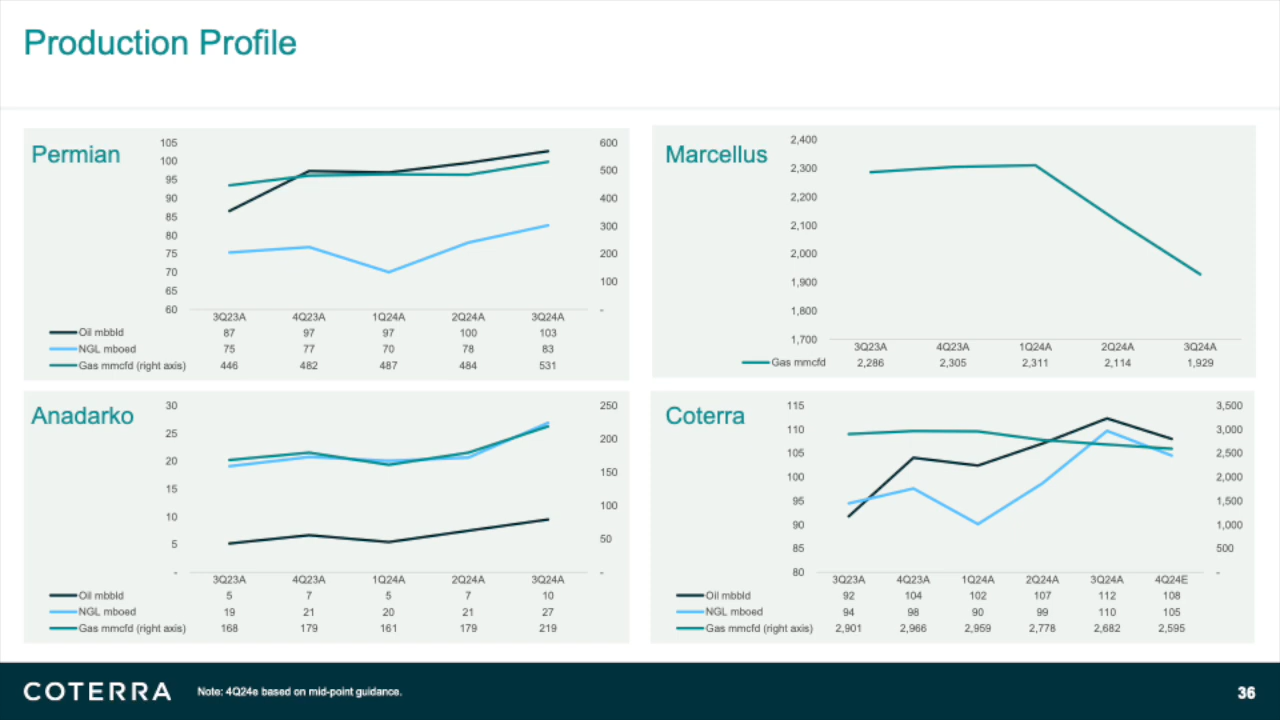 Production Profile
Permian
105
100
95
90
85
80
75
70
65
60
600
500
400
300
200
100
-
3Q23A 4Q23A 1Q24A 2Q24A 3Q24A
Oil mbbld 87 97 97 100 103
NGL mboed 75 77 70 78 83
Gas mmcfd (right axis) 446 482 487 484 531
Marcellus
2,400
2,300
2,200
2,100
2,000
1,900
1,800
1,700
3Q23A 4Q23A 1Q24A 2Q24A 3Q24A
Gas mmcfd 2,286 2,305 2,311 2,114 1,929
Anadarko
30
25
20
15
10
5
-
250
200
150
100
50
-
3Q23A 4Q23A 1Q24A 2Q24A 3Q24A
Oil mbbld 5 7 5 7 10
NGL mboed 19 21 20 21 27
Gas mmcfd (right axis) 168 179 161 179 219
Coterra
115
110
105
100
95
90
85
80
3,500
3,000
2,500
2,000
1,500
1,000
500
-
3Q23A 4Q23A 1Q24A 2Q24A 3Q24A 4Q24E
Oil mbbld 92 104 102 107 112 108
NGL mboed 94 98 90 99 110 105
Gas mmcfd (right axis) 2,901 2,966 2,959 2,778 2,682 2,595
COTERRA
Note: 4Q24e based on mid-point guidance.
36